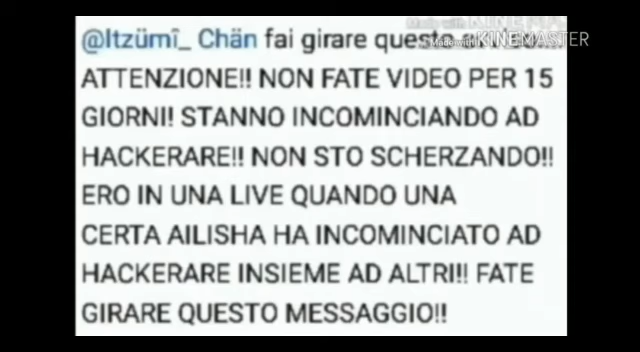 @Itzümî_ Chän fai girare questo
Made with KINEMASTER
ATTENZIONE!! NON FATE VIDEO PER 15
GIORNI! STANNO INCOMINCIANDO AD
HACKERARE!! NON STO SCHERZANDO!!
ERO IN UNA LIVE QUANDO UNA
CERTA AILISHA HA INCOMINCIATO AD
HACKERARE INSIEME AD ALTRI!! FATE
GIRARE QUESTO MESSAGGIO!!